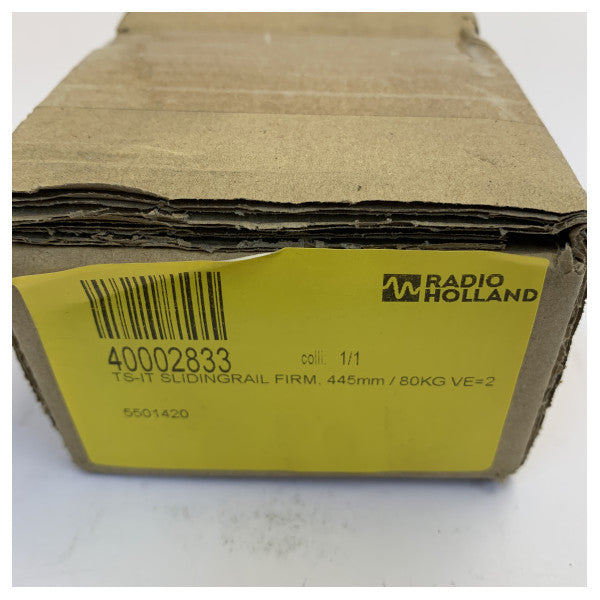 RADIO
HOLLAND
40002833 colli: 1/1
TS-IT SLIDINGRAIL FIRM, 445mm / 80KG VE=2
5501420